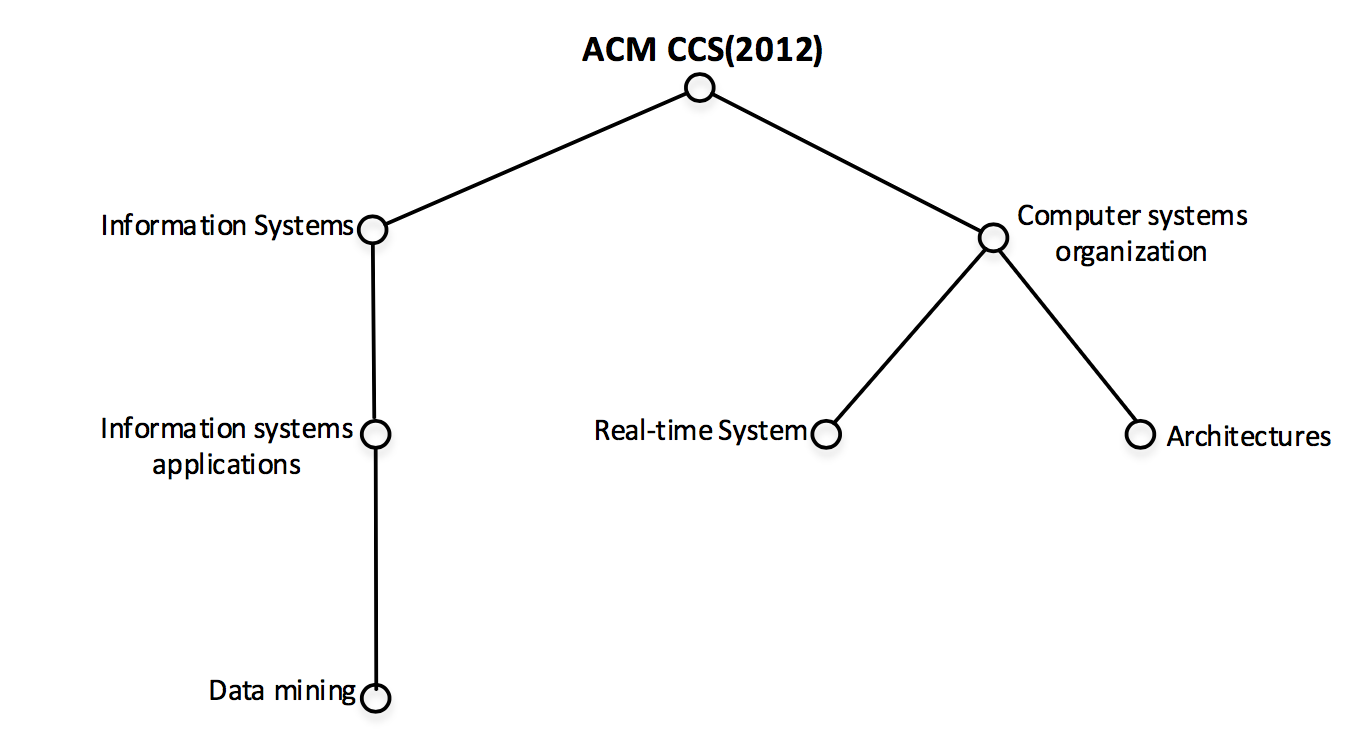 ACM CCS(2012)
Information Systems
Computer systems
organization
Information systems
applications
Real-time System
Architectures
Data mining